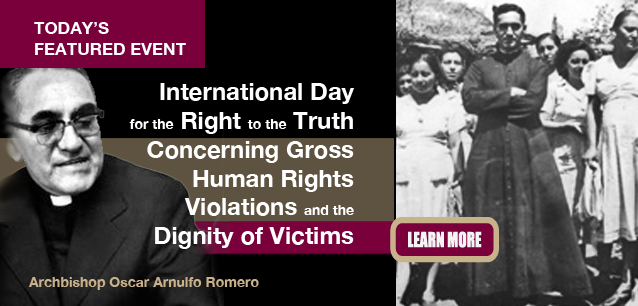 TODAY'S
FEATURED EVENT
International Day
for the Right to the Truth
Concerning Gross
Human Rights
Violations and the
Dignity of Victims
LEARN MORE
Archbishop Oscar Arnulfo Romero